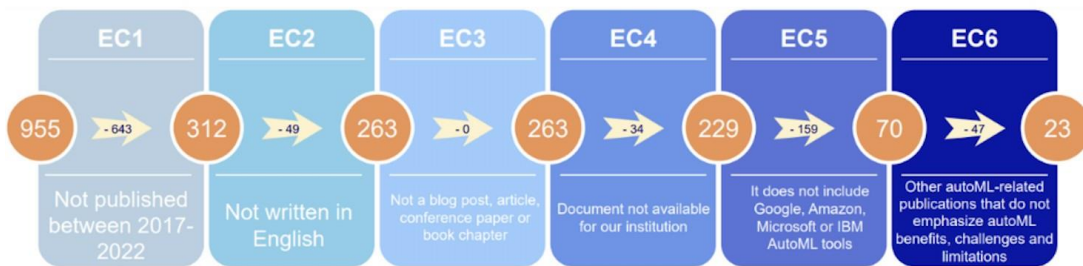 EC1
EC2
EC3
EC4
EC5
EC6
955
- 643
312
- 49
263
- 0
263
- 34
229
- 159
70
- 47
23
Not published
between 2017-
2022
Not written in
English
Not a blog post, article,
conference paper or
book chapter
Document not available
for our institution
It does not include
Google, Amazon,
Microsoft or IBM
AutoML tools
Other autoML-related
publications that do not
emphasize autoML
benefits, challenges and
limitations